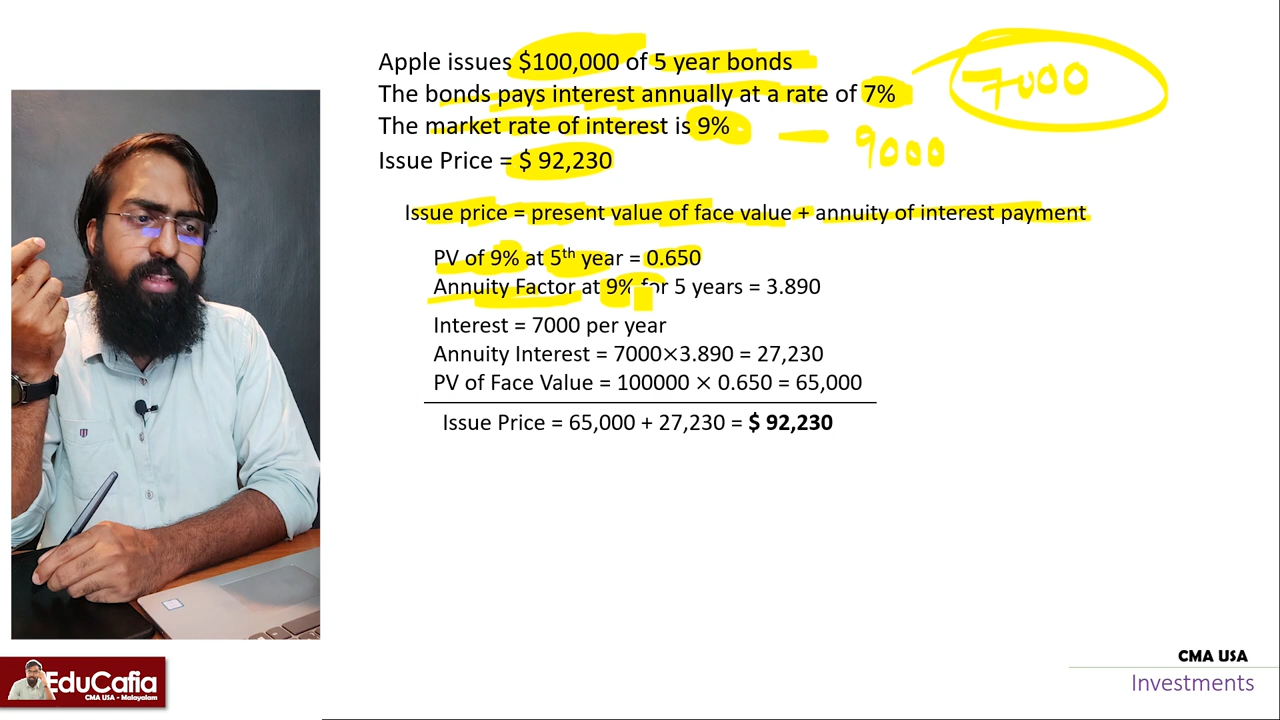 Apple issues $100,000 of 5 year bonds
The bonds pays interest annually at a rate of 7%
7000
The market rate of interest is 9%
9000
Issue Price = $ 92,230
Issue price = present value of face value + annuity of interest payment
PV of 9% at 5th year = 0.650
Annuity Factor at 9% for 5 years = 3.890
Interest = 7000 per year
Annuity Interest = 7000×3.890 = 27,230
PV of Face Value = 100000 × 0.650 = 65,000
Issue Price = 65,000 + 27,230 = $ 92,230
CMA USA
Investments
EduCafia
CMA USA - Malayalam